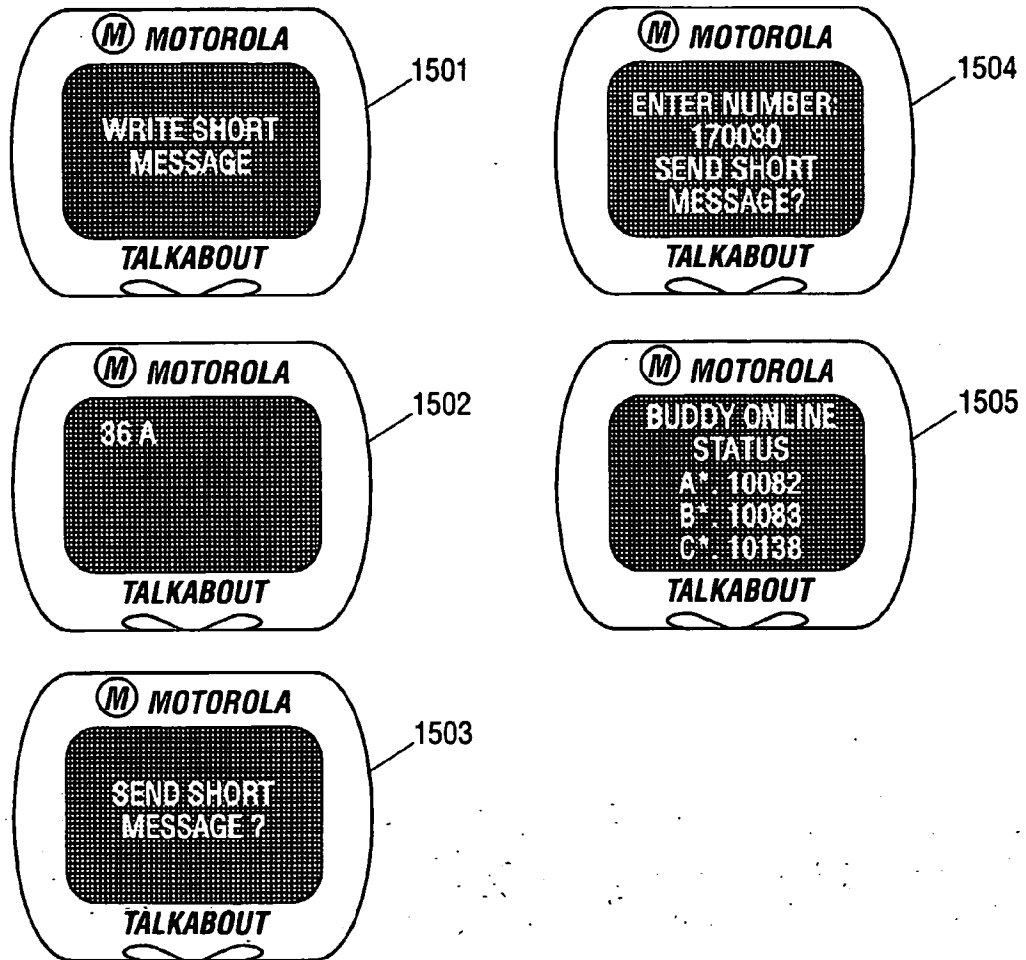 M MOTOROLA
WRITE SHORT
MESSAGE
TALKABOUT
1501
M MOTOROLA
36 A
TALKABOUT
1502
M MOTOROLA
SEND SHORT
MESSAGE ?
TALKABOUT
1503
M MOTOROLA
ENTER NUMBER:
170030
SEND SHORT
MESSAGE?
TALKABOUT
1504
M MOTOROLA
BUDDY ONLINE
STATUS
A*. 10082
B*. 10083
C*. 10138
TALKABOUT
1505